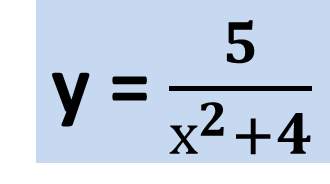 y = 5/(x²+4)